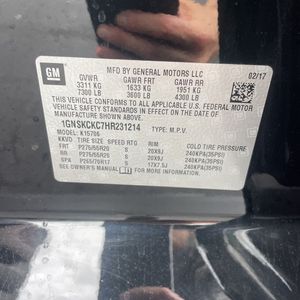 MFD BY GENERAL MOTORS LLC
GM
02/17
GVWR GAWR FRT GAWR RR
3311 KG 1633 KG 1951 KG
7300 LB 3600 LB 4300 LB
THIS VEHICLE CONFORMS TO ALL APPLICABLE U.S. FEDERAL
MOTOR VEHICLE SAFETY STANDARDS IN EFFECT ON THE DATE OF
MANUFACTURE SHOWN ABOVE.
1GNSKCKC7HR231214 TYPE: M.P.V.
MODEL: K15706
TIRE SIZE SPEED RTG RIM COLD TIRE PRESSURE
FRT P275/55R20 S 20X9J 240KPA(35PSI)
RR P275/55R20 S 20X9J 240KPA(35PSI)
SPA P265/70R17 17X7.5J 240KPA(35PSI)
SEE OWNER'S MANUAL FOR ADDITIONAL INFORMATION.